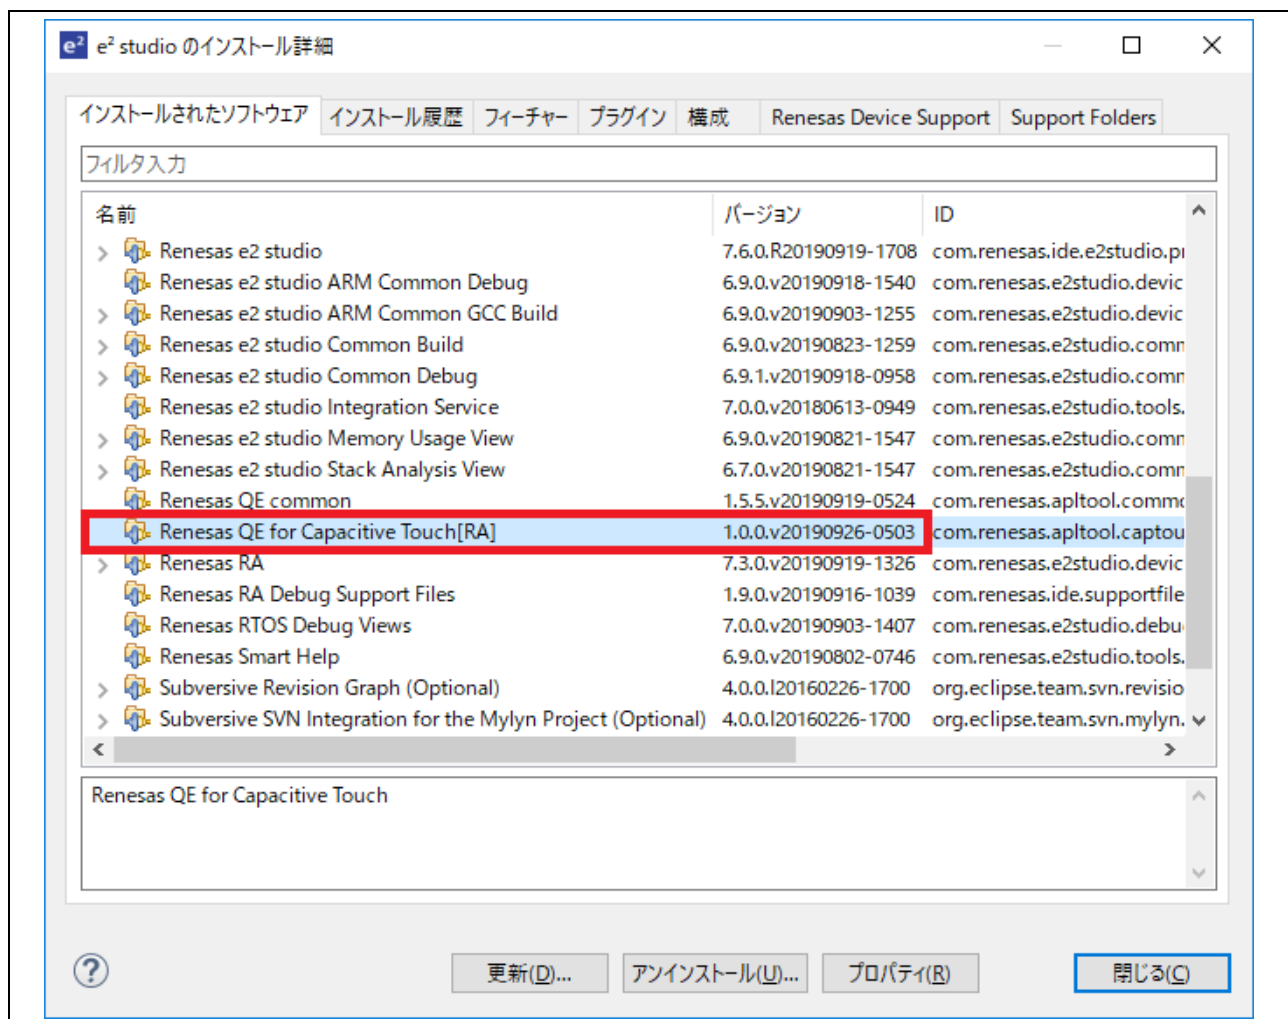 e² e² studio のインストール詳細
インストールされたソフトウェア インストール履歴 フィーチャー プラグイン 構成 Renesas Device Support Support Folders
フィルタ入力
名前 バージョン ID
Renesas e2 studio 7.6.0.R20190919-1708 com.renesas.ide.e2studio.pr
Renesas e2 studio ARM Common Debug 6.9.0.v20190918-1540 com.renesas.e2studio.devic
Renesas e2 studio ARM Common GCC Build 6.9.0.v20190903-1255 com.renesas.e2studio.devic
Renesas e2 studio Common Build 6.9.0.v20190823-1259 com.renesas.e2studio.comn
Renesas e2 studio Common Debug 6.9.1.v20190918-0958 com.renesas.e2studio.comn
Renesas e2 studio Integration Service 7.0.0.v20180613-0949 com.renesas.e2studio.tools.
Renesas e2 studio Memory Usage View 6.9.0.v20190821-1547 com.renesas.e2studio.comn
Renesas e2 studio Stack Analysis View 6.7.0.v20190821-1547 com.renesas.e2studio.comn
Renesas QE common 1.5.5.v20190919-0524 com.renesas.apltool.commo
Renesas QE for Capacitive Touch[RA] 1.0.0.v20190926-0503 com.renesas.apltool.captou
Renesas RA 7.3.0.v20190919-1326 com.renesas.e2studio.devic
Renesas RA Debug Support Files 1.9.0.v20190916-1039 com.renesas.ide.supportfile
Renesas RTOS Debug Views 7.0.0.v20190903-1407 com.renesas.e2studio.debu
Renesas Smart Help 6.9.0.v20190802-0746 com.renesas.e2studio.tools.
Subversive Revision Graph (Optional) 4.0.0.I20160226-1700 org.eclipse.team.svn.revisio
Subversive SVN Integration for the Mylyn Project (Optional) 4.0.0.I20160226-1700 org.eclipse.team.svn.mylyn.
Renesas QE for Capacitive Touch
更新(D)... アンインストール(U)... プロパティ(R) 閉じる(C)